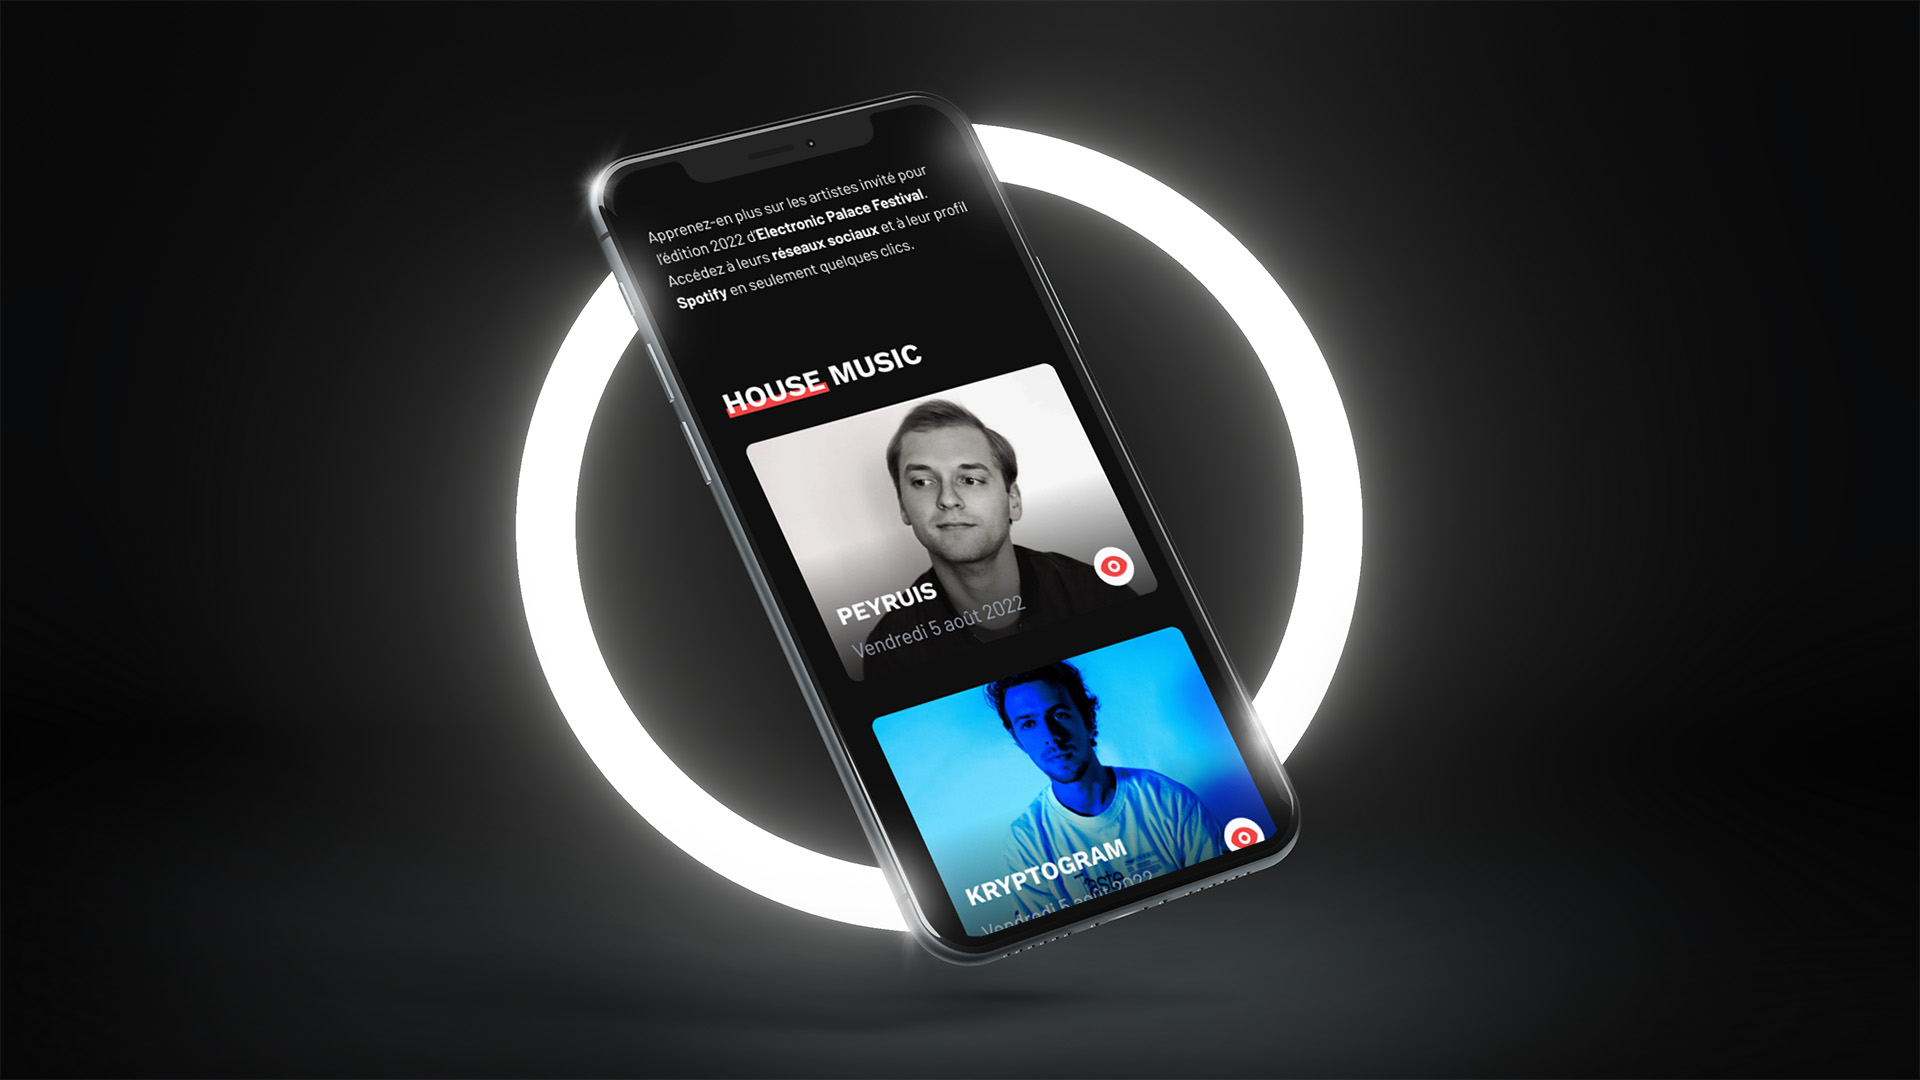 Apprenez-en plus sur les artistes invité pour
l'édition 2022 d'Electronic Palace Festival.
Accédez à leurs réseaux sociaux et à leur profil
Spotify en seulement quelques clics.
HOUSE MUSIC
PEYRUIS
Vendredi 5 août 2022
KRYPTOGRAM
Taste
Vendredi 5 août 2022